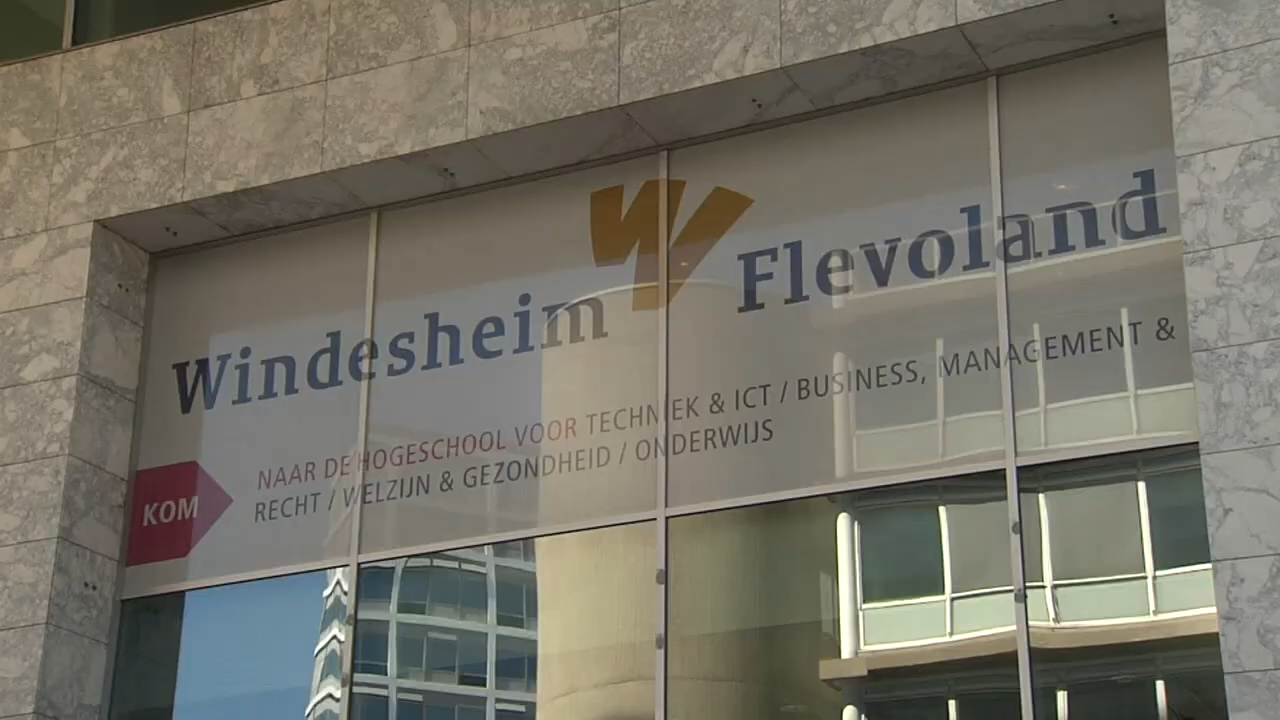 Windesheim Flevoland
KOM
NAAR DE HOGESCHOOL VOOR TECHNIEK & ICT / BUSINESS, MANAGEMENT &
RECHT / WELZIJN & GEZONDHEID / ONDERWIJS